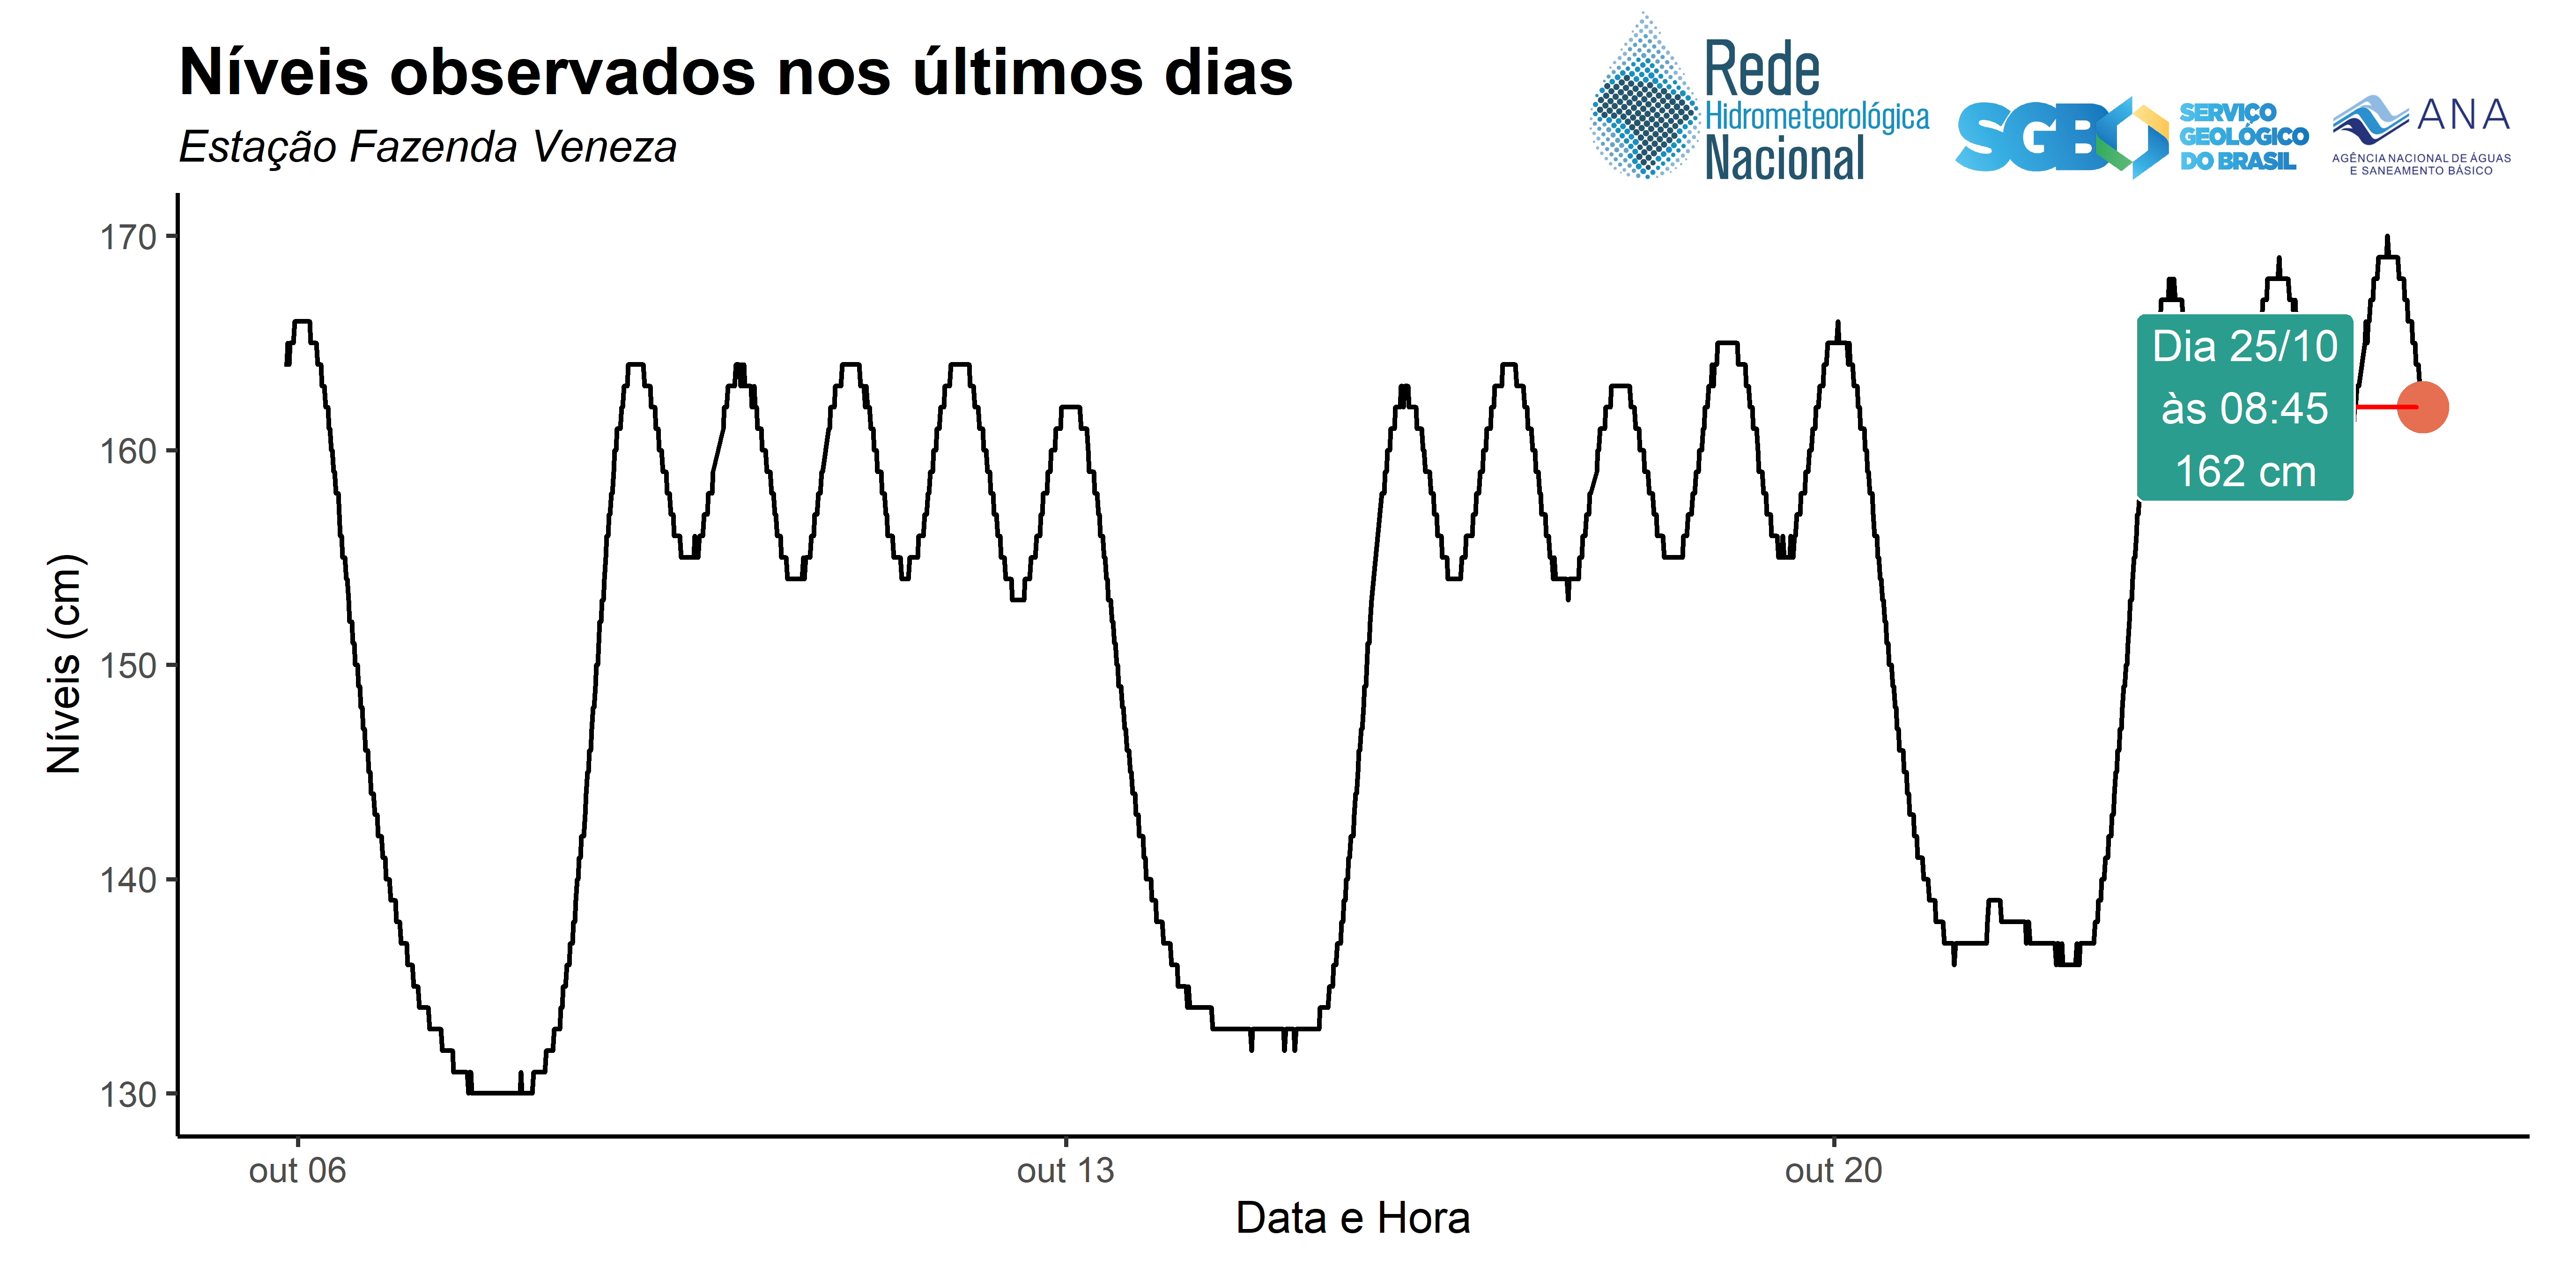 Níveis observados nos últimos dias
Estação Fazenda Veneza
Rede
Hidrometeorológica
Nacional
SGB
SERVIÇO
GEOLÓGICO
DO BRASIL
ANA
AGÊNCIA NACIONAL DE ÁGUAS
E SANEAMENTO BÁSICO
Níveis (cm)
170
160
150
140
130
Dia 25/10
às 08:45
162 cm
out 06
out 13
out 20
Data e Hora